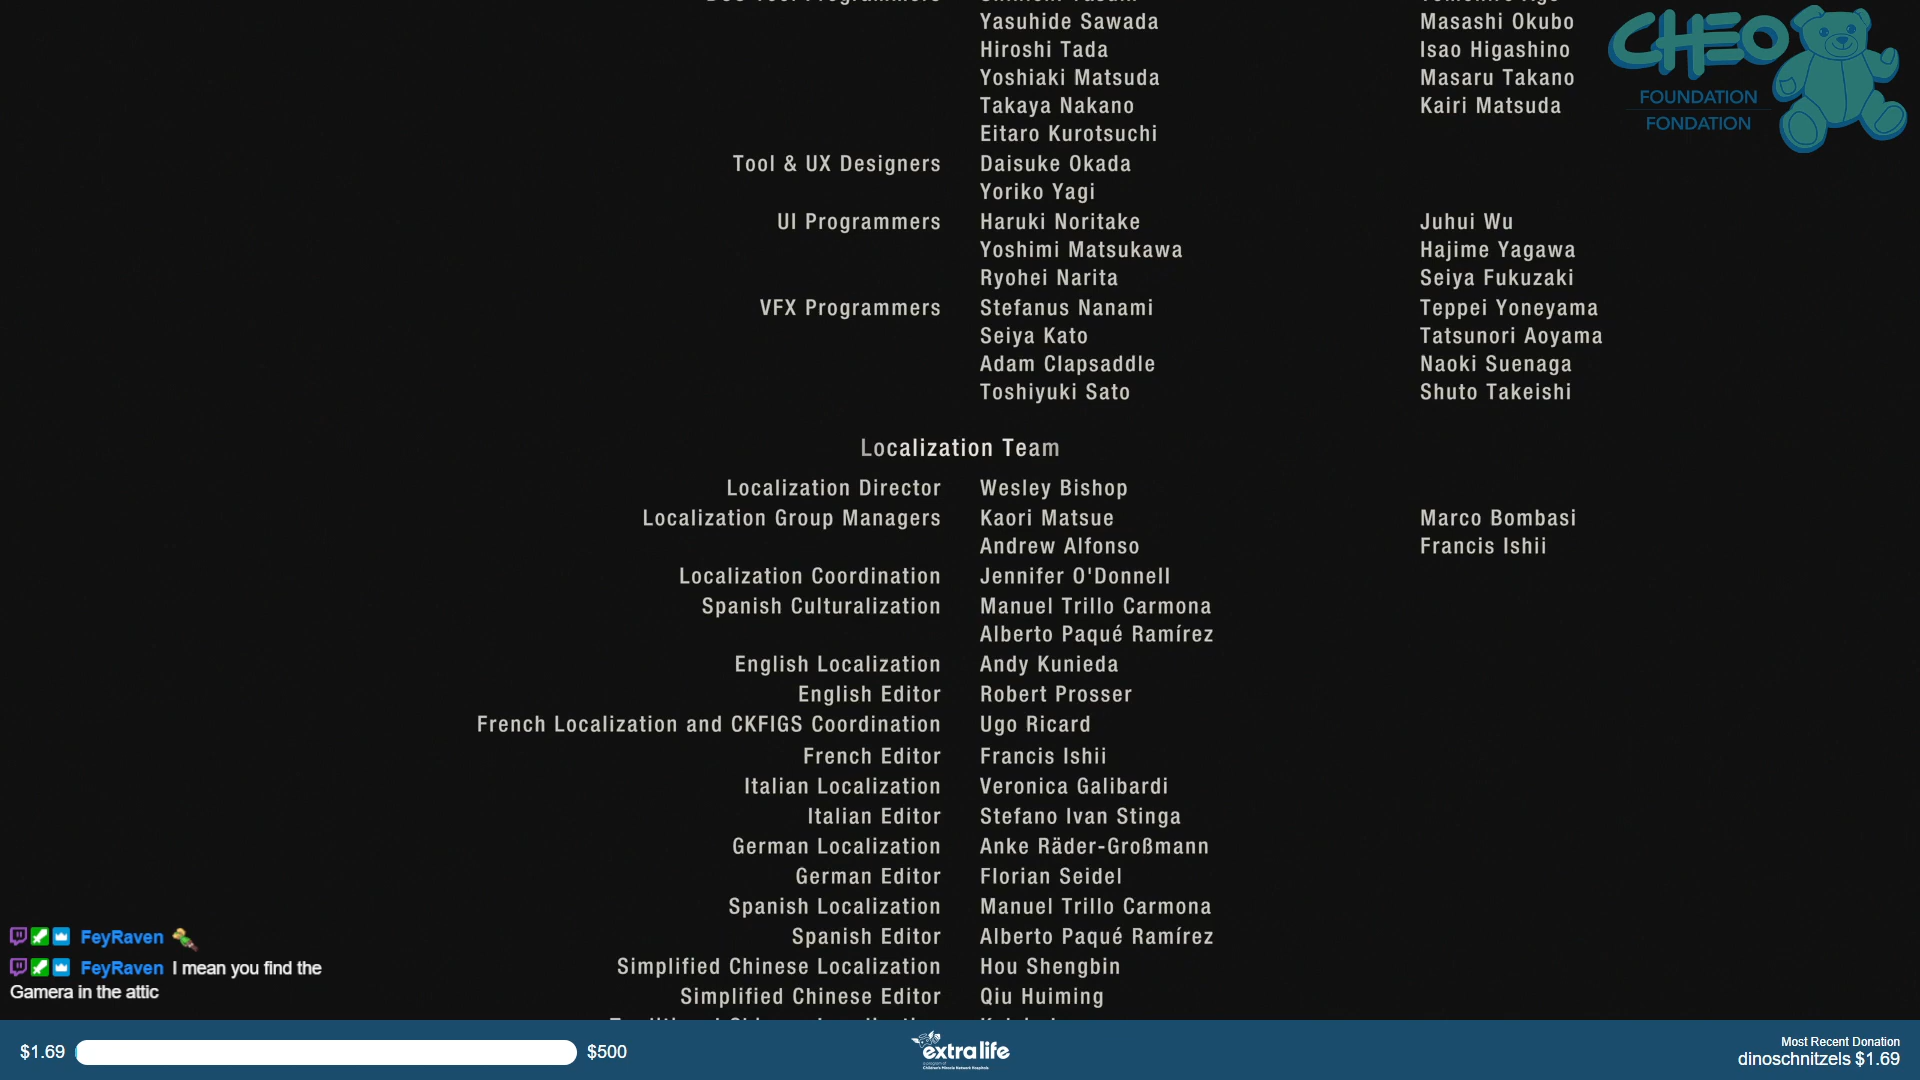 Yasuhide Sawada Masashi Okubo
Hiroshi Tada Isao Higashino
Yoshiaki Matsuda Masaru Takano
Takaya Nakano Kairi Matsuda
Eitaro Kurotsuchi
CHEO
FOUNDATION
FONDATION
Tool & UX Designers Daisuke Okada
Yoriko Yagi
UI Programmers Haruki Noritake Juhui Wu
Yoshimi Matsukawa Hajime Yagawa
Ryohei Narita Seiya Fukuzaki
VFX Programmers Stefanus Nanami Teppei Yoneyama
Seiya Kato Tatsunori Aoyama
Adam Clapsaddle Naoki Suenaga
Toshiyuki Sato Shuto Takeishi
Localization Team
Localization Director Wesley Bishop
Localization Group Managers Kaori Matsue Marco Bombasi
Andrew Alfonso Francis Ishii
Localization Coordination Jennifer O'Donnell
Spanish Culturalization Manuel Trillo Carmona
Alberto Paqué Ramírez
English Localization Andy Kunieda
English Editor Robert Prosser
French Localization and CKFIGS Coordination Ugo Ricard
French Editor Francis Ishii
Italian Localization Veronica Galibardi
Italian Editor Stefano Ivan Stinga
German Localization Anke Räder-Großmann
German Editor Florian Seidel
Spanish Localization Manuel Trillo Carmona
Spanish Editor Alberto Paqué Ramírez
Simplified Chinese Localization Hou Shengbin
Simplified Chinese Editor Qiu Huiming
FeyRaven
FeyRaven I mean you find the
Gamera in the attic
$1.69 $500
extra life
Children's Miracle Network Hospitals
Most Recent Donation
dinoschnitzels $1.69